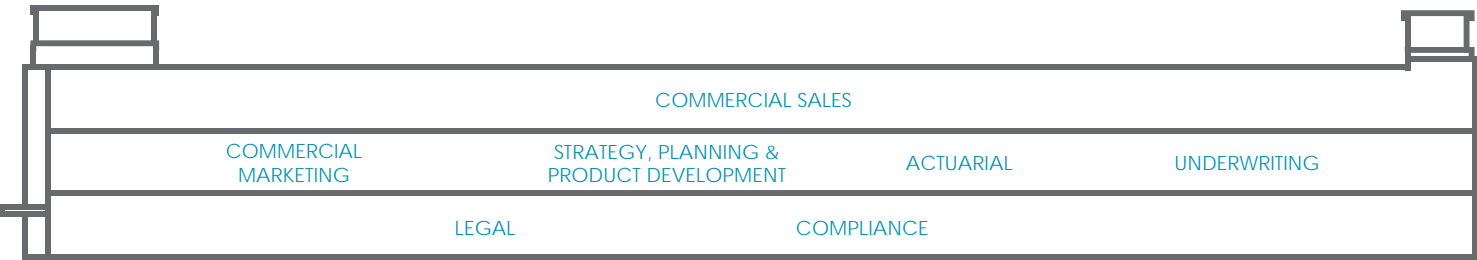 COMMERCIAL SALES
COMMERCIAL
MARKETING
STRATEGY, PLANNING &
PRODUCT DEVELOPMENT
ACTUARIAL
UNDERWRITING
LEGAL
COMPLIANCE